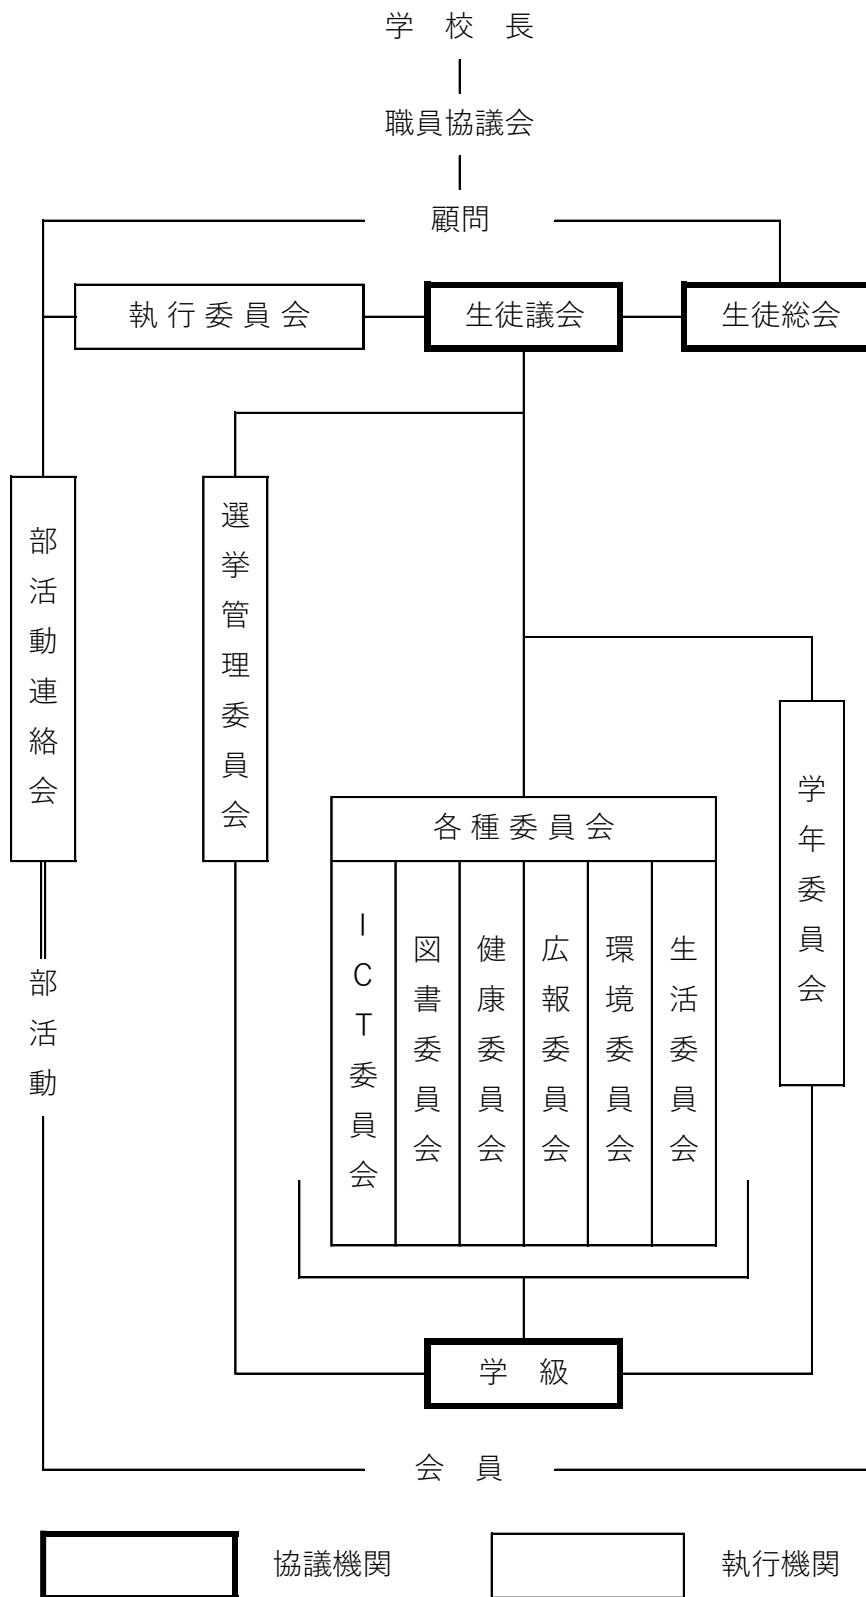 学　校　長
職員協議会
顧問
執行委員会
生徒議会
生徒総会
部活動連絡会
選挙管理委員会
学年委員会
各種委員会
ICT委員会
図書委員会
健康委員会
広報委員会
環境委員会
生活委員会
部活動
学　級
会　員
協議機関
執行機関